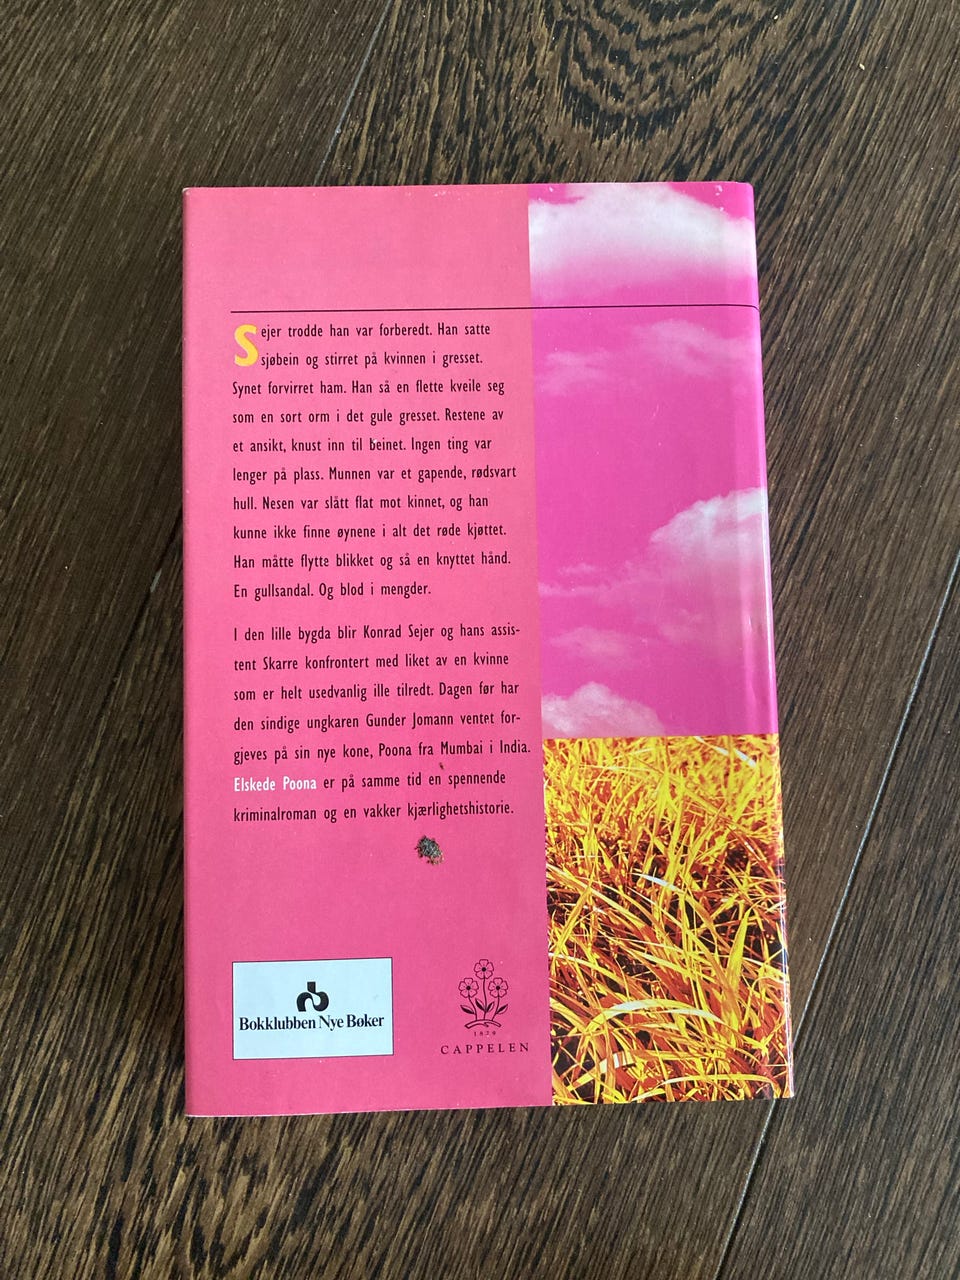 Sejer trodde han var forberedt. Han satte
sjøbein og stirret på kvinnen i gresset.
Synet forvirret ham. Han så en flette kveile seg
som en sort orm i det gule gresset. Restene av
et ansikt, knust inn til beinet. Ingen ting var
lenger på plass. Munnen var et gapende, rødsvart
hull. Nesen var slått flat mot kinnet, og han
kunne ikke finne øynene i alt det røde kjøttet.
Han måtte flytte blikket og så en knyttet hånd.
En gullsandal. Og blod i mengder.
I den lille bygda blir Konrad Sejer og hans assis-
tent Skarre konfrontert med liket av en kvinne
som er helt usedvanlig ille tilredt. Dagen før har
den sindige ungkaren Gunder Jomann ventet for-
gjeves på sin nye kone, Poona fra Mumbai i India.
Elskede Poona er på samme tid en spennende
kriminalroman og en vakker kjærlighetshistorie.
Bokklubben Nye Bøker
1829
CAPPELEN